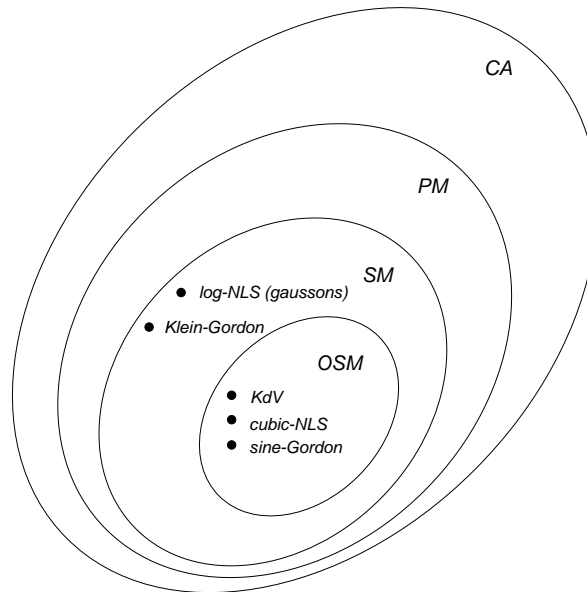 CA
PM
SM
log-NLS (gaussons)
Klein-Gordon
OSM
KdV
cubic-NLS
sine-Gordon